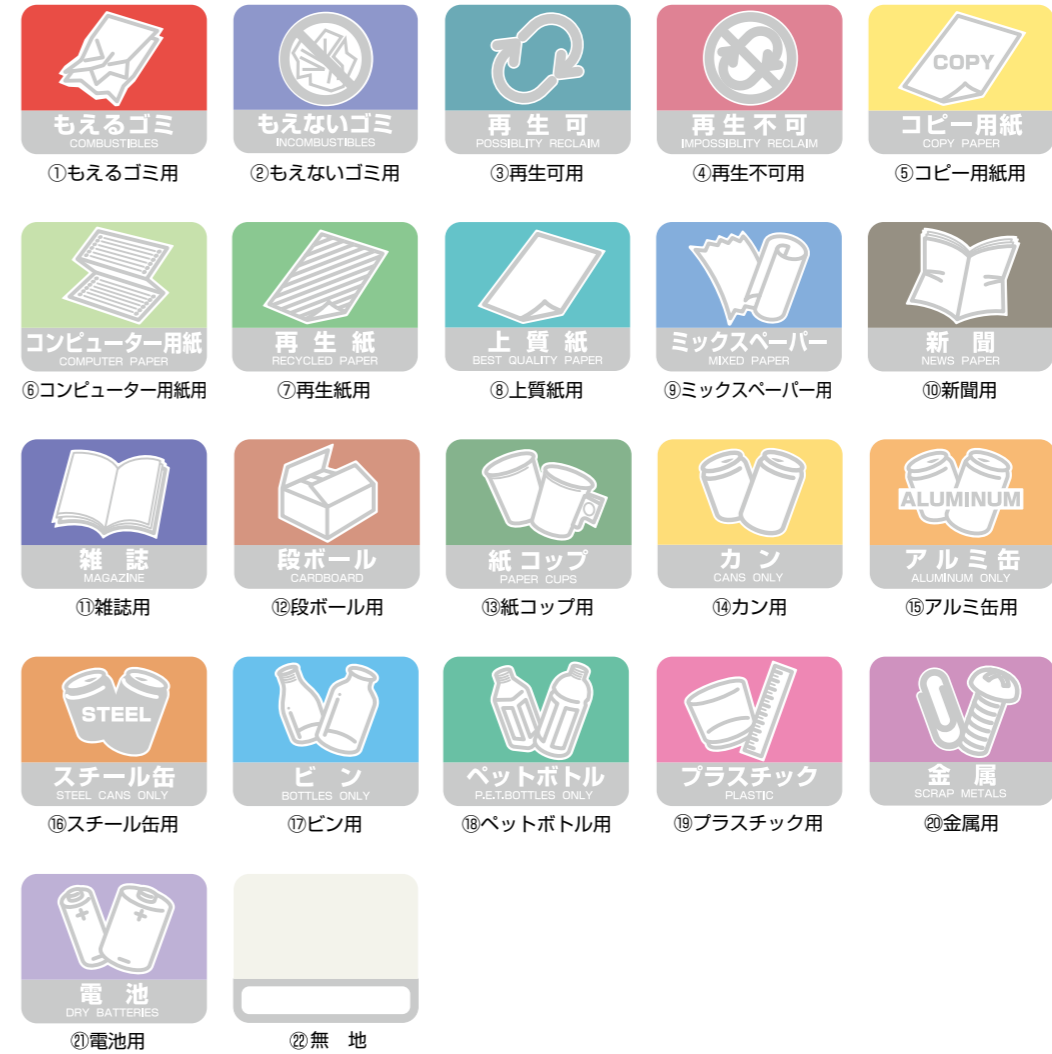 もえるゴミ
COMBUSTIBLES
①もえるゴミ用
もえないゴミ
INCOMBUSTIBLES
②もえないゴミ用
再生可
POSSIBLITY RECLAIM
③再生可用
再生不可
IMPOSSIBLITY RECLAIM
④再生不可用
COPY
コピー用紙
COPY PAPER
⑤コピー用紙用
コンピューター用紙
COMPUTER PAPER
⑥コンピューター用紙用
再生紙
RECYCLED PAPER
⑦再生紙用
上質紙
BEST QUALITY PAPER
⑧上質紙用
ミックスペーパー
MIXED PAPER
⑨ミックスペーパー用
新聞
NEWS PAPER
⑩新聞用
雑誌
MAGAZINE
⑪雑誌用
段ボール
CARDBOARD
⑫段ボール用
紙コップ
PAPER CUPS
⑬紙コップ用
カン
CANS ONLY
⑭カン用
ALUMINUM
アルミ缶
ALUMINUM ONLY
⑮アルミ缶用
STEEL
スチール缶
STEEL CANS ONLY
⑯スチール缶用
ビン
BOTTLES ONLY
⑰ビン用
ペットボトル
P.E.T.BOTTLES ONLY
⑱ペットボトル用
プラスチック
PLASTIC
⑲プラスチック用
金属
SCRAP METALS
⑳金属用
電池
DRY BATTERIES
㉑電池用
㉒無　地